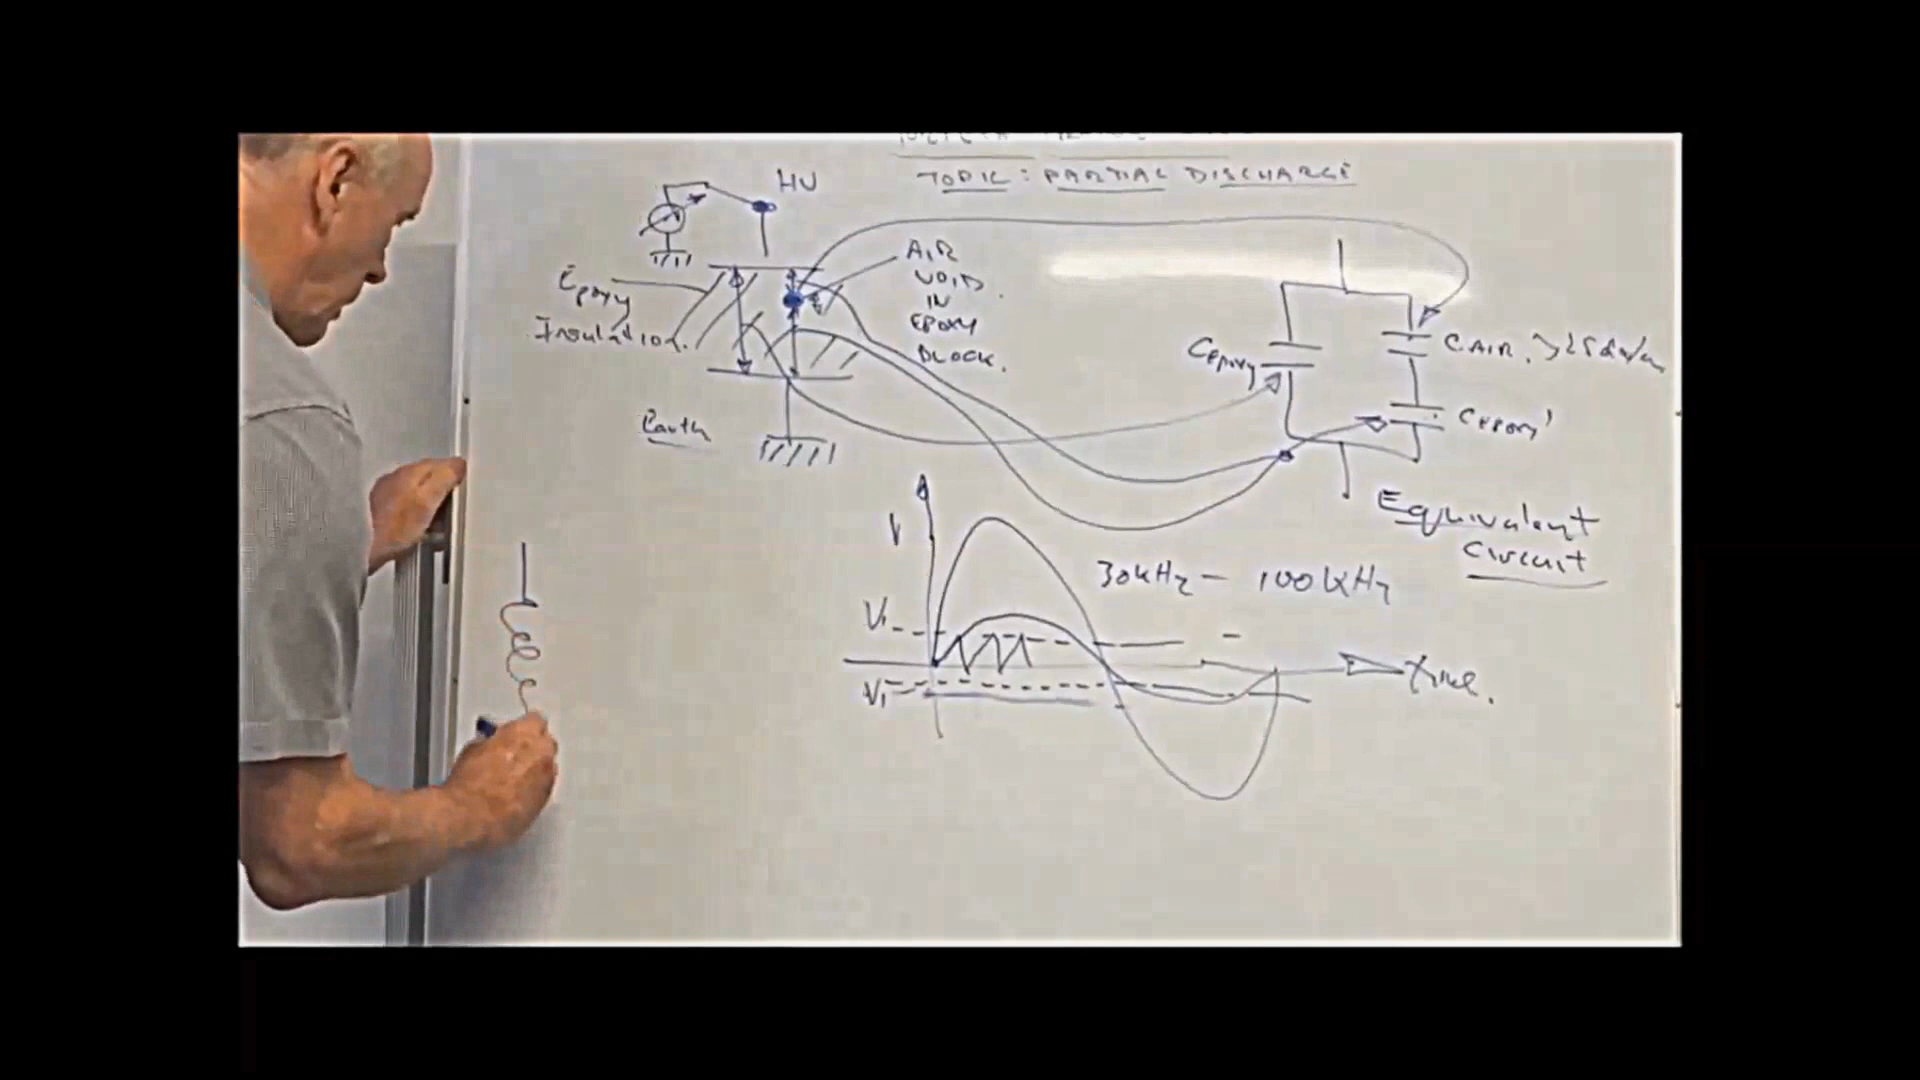 TOPIC: PARTIAL DISCHARGE
HV
Epoxy
Insulation.
AIR
VOID
IN
EPOXY
BLOCK.
Earth
Cepoxy
CAIR.
Cepoxy'
Equivalent
Circuit
V
30kHz - 100kHz
V1
V1
Time.